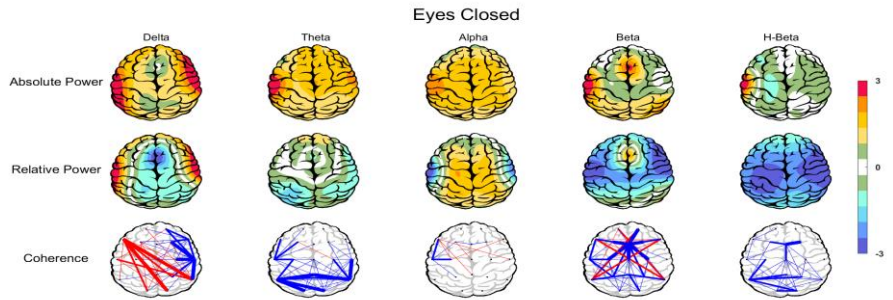 Eyes Closed
Delta Theta Alpha Beta H-Beta
Absolute Power
3
Relative Power
0
Coherence
-3